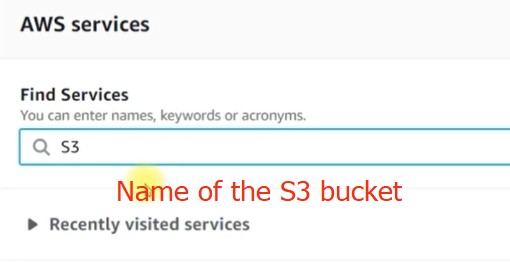 AWS services
Find Services
You can enter names, keywords or acronyms.
S3
Name of the S3 bucket
Recently visited services